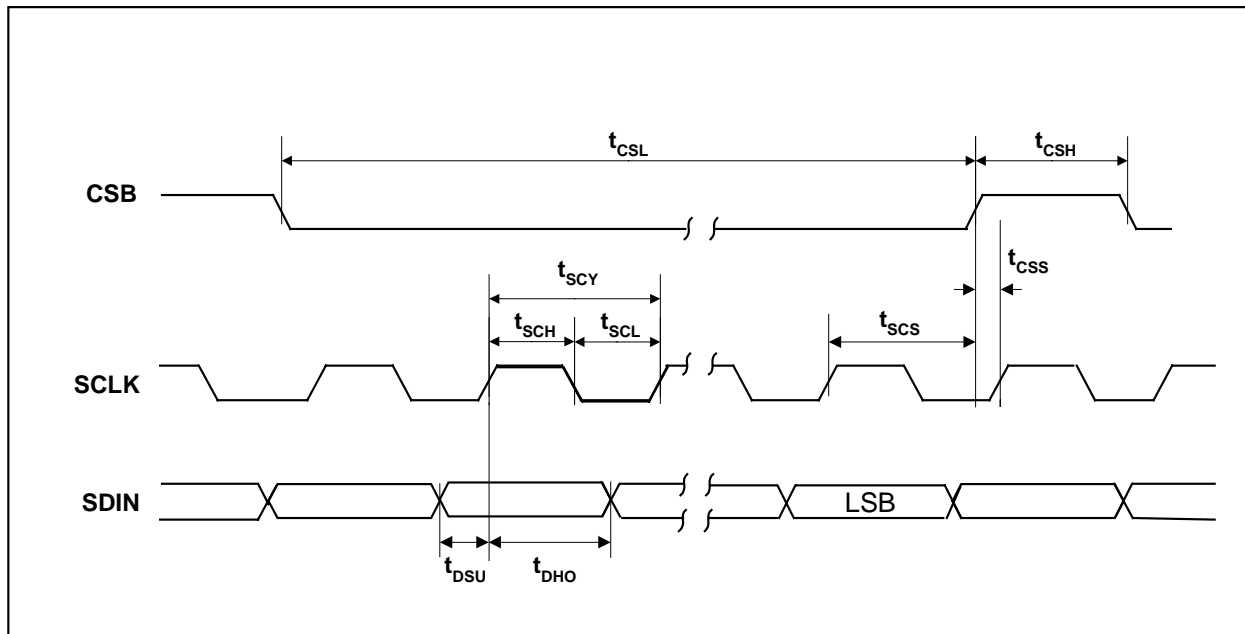 tCSL
tCSH
CSB
tCSS
tSCY
tSCH
tSCL
tSCS
SCLK
SDIN
LSB
tDSU
tDHO